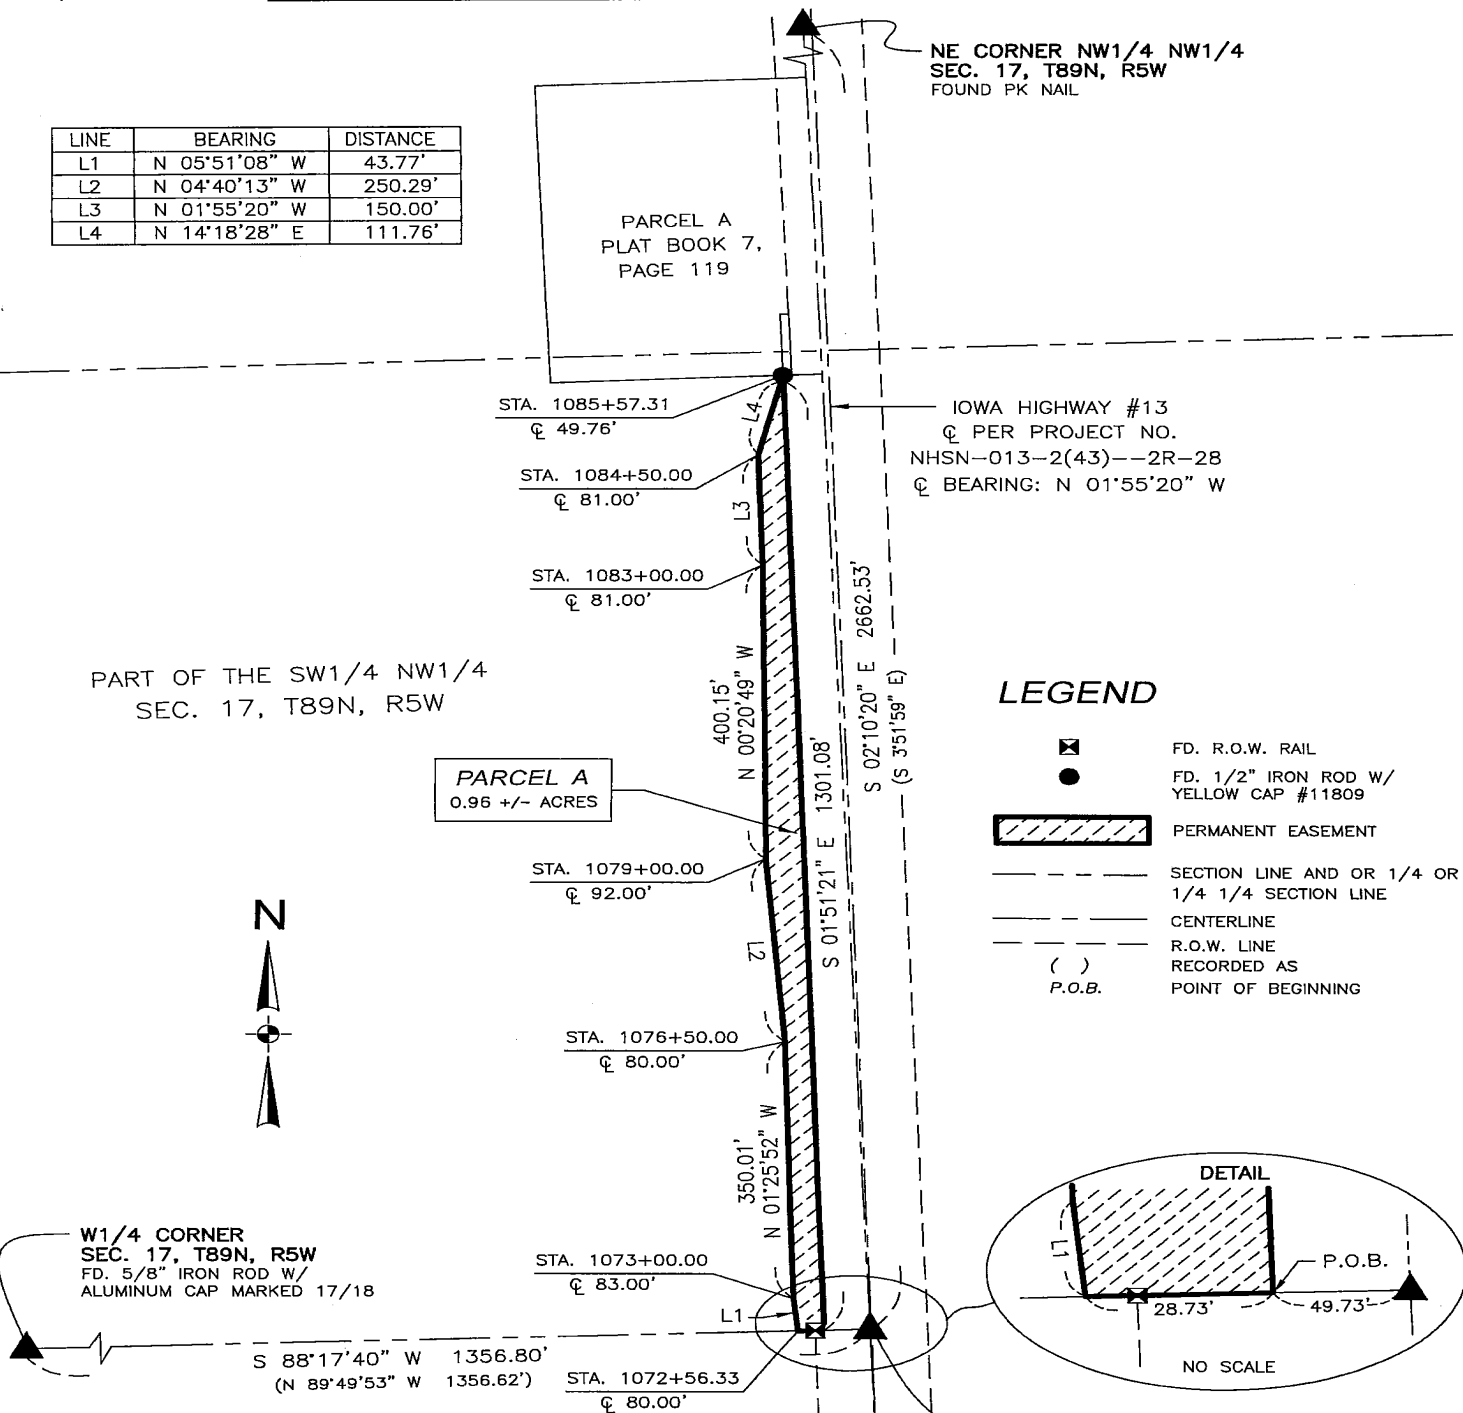 NE CORNER NW1/4 NW1/4
SEC. 17, T89N, R5W
FOUND PK NAIL
LINE BEARING DISTANCE
L1 N 05°51'08" W 43.77'
L2 N 04°40'13" W 250.29'
L3 N 01°55'20" W 150.00'
L4 N 14°18'28" E 111.76'
PARCEL A
PLAT BOOK 7,
PAGE 119
STA. 1085+57.31
℄ 49.76'
L4
IOWA HIGHWAY #13
℄ PER PROJECT NO.
NHSN-013-2(43)--2R-28
℄ BEARING: N 01°55'20" W
STA. 1084+50.00
℄ 81.00'
L3
STA. 1083+00.00
℄ 81.00'
PART OF THE SW1/4 NW1/4
SEC. 17, T89N, R5W
400.15'
N 00°20'49" W
S 01°51'21" E 1301.08'
S 02°10'20" E 2662.53'
(S 3°51'59" E)
PARCEL A
0.96 +/- ACRES
LEGEND
FD. R.O.W. RAIL
FD. 1/2" IRON ROD W/
YELLOW CAP #11809
PERMANENT EASEMENT
SECTION LINE AND OR 1/4 OR
1/4 1/4 SECTION LINE
CENTERLINE
R.O.W. LINE
( ) RECORDED AS
P.O.B. POINT OF BEGINNING
STA. 1079+00.00
℄ 92.00'
N
L2
STA. 1076+50.00
℄ 80.00'
350.01'
N 01°25'52" W
W1/4 CORNER
SEC. 17, T89N, R5W
FD. 5/8" IRON ROD W/
ALUMINUM CAP MARKED 17/18
STA. 1073+00.00
℄ 83.00'
L1
S 88°17'40" W 1356.80'
(N 89°49'53" W 1356.62')
STA. 1072+56.33
℄ 80.00'
DETAIL
L1
P.O.B.
28.73'
49.73'
NO SCALE